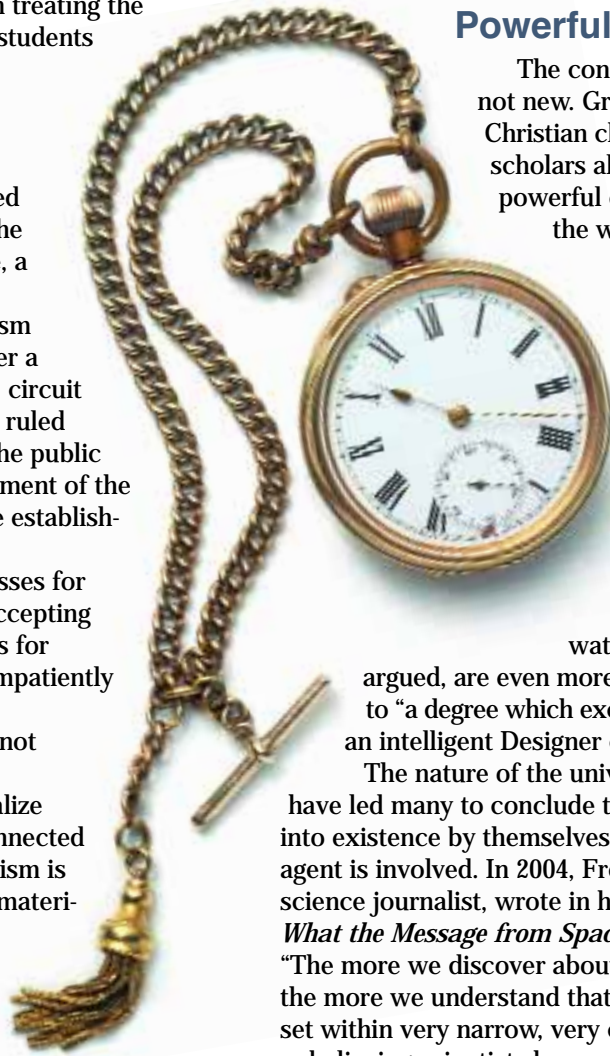 n treating the
students
ed
he
, a
sm
er a
circuit
ruled
he public
ment of the
e establish-
sses for
ccepting
s for
mpatiently
not
alize
nnected
ism is
materi-
Powerful
The con
not new. Gr
Christian cl
scholars al
powerful
the w
wat
argued, are even more
to “a degree which exc
an intelligent Designer
The nature of the univ
have led many to conclude t
into existence by themselves
agent is involved. In 2004, Fr
science journalist, wrote in h
What the Message from Spac
“The more we discover abou
the more we understand that
set within very narrow, very